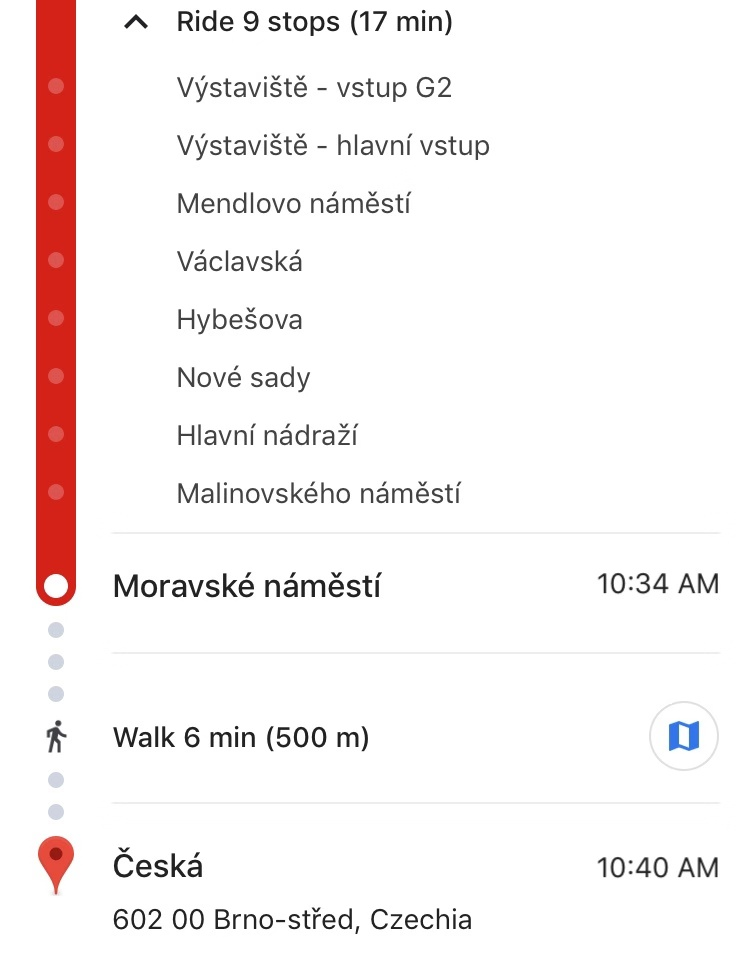 Ride 9 stops (17 min)
Výstaviště - vstup G2
Výstaviště - hlavní vstup
Mendlovo náměstí
Václavská
Hybešova
Nové sady
Hlavní nádraží
Malinovského náměstí
Moravské náměstí 10:34 AM
Walk 6 min (500 m)
Česká 10:40 AM
602 00 Brno-střed, Czechia